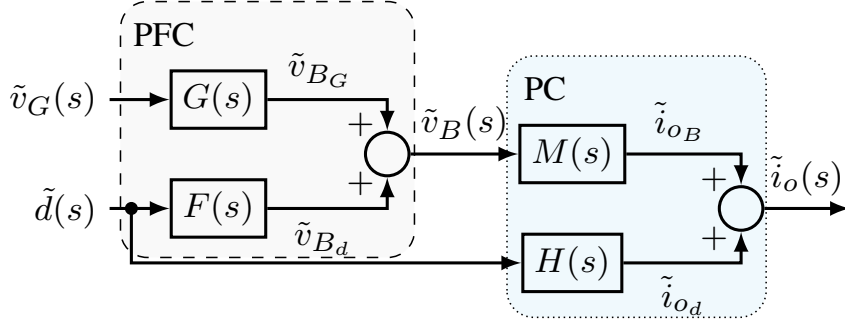 PFC
ṽ_G(s)
G(s)
ṽ_{B_G}
+
ṽ_B(s)
+
d̃(s)
F(s)
ṽ_{B_d}
PC
M(s)
ĩ_{o_B}
+
ĩ_o(s)
+
H(s)
ĩ_{o_d}